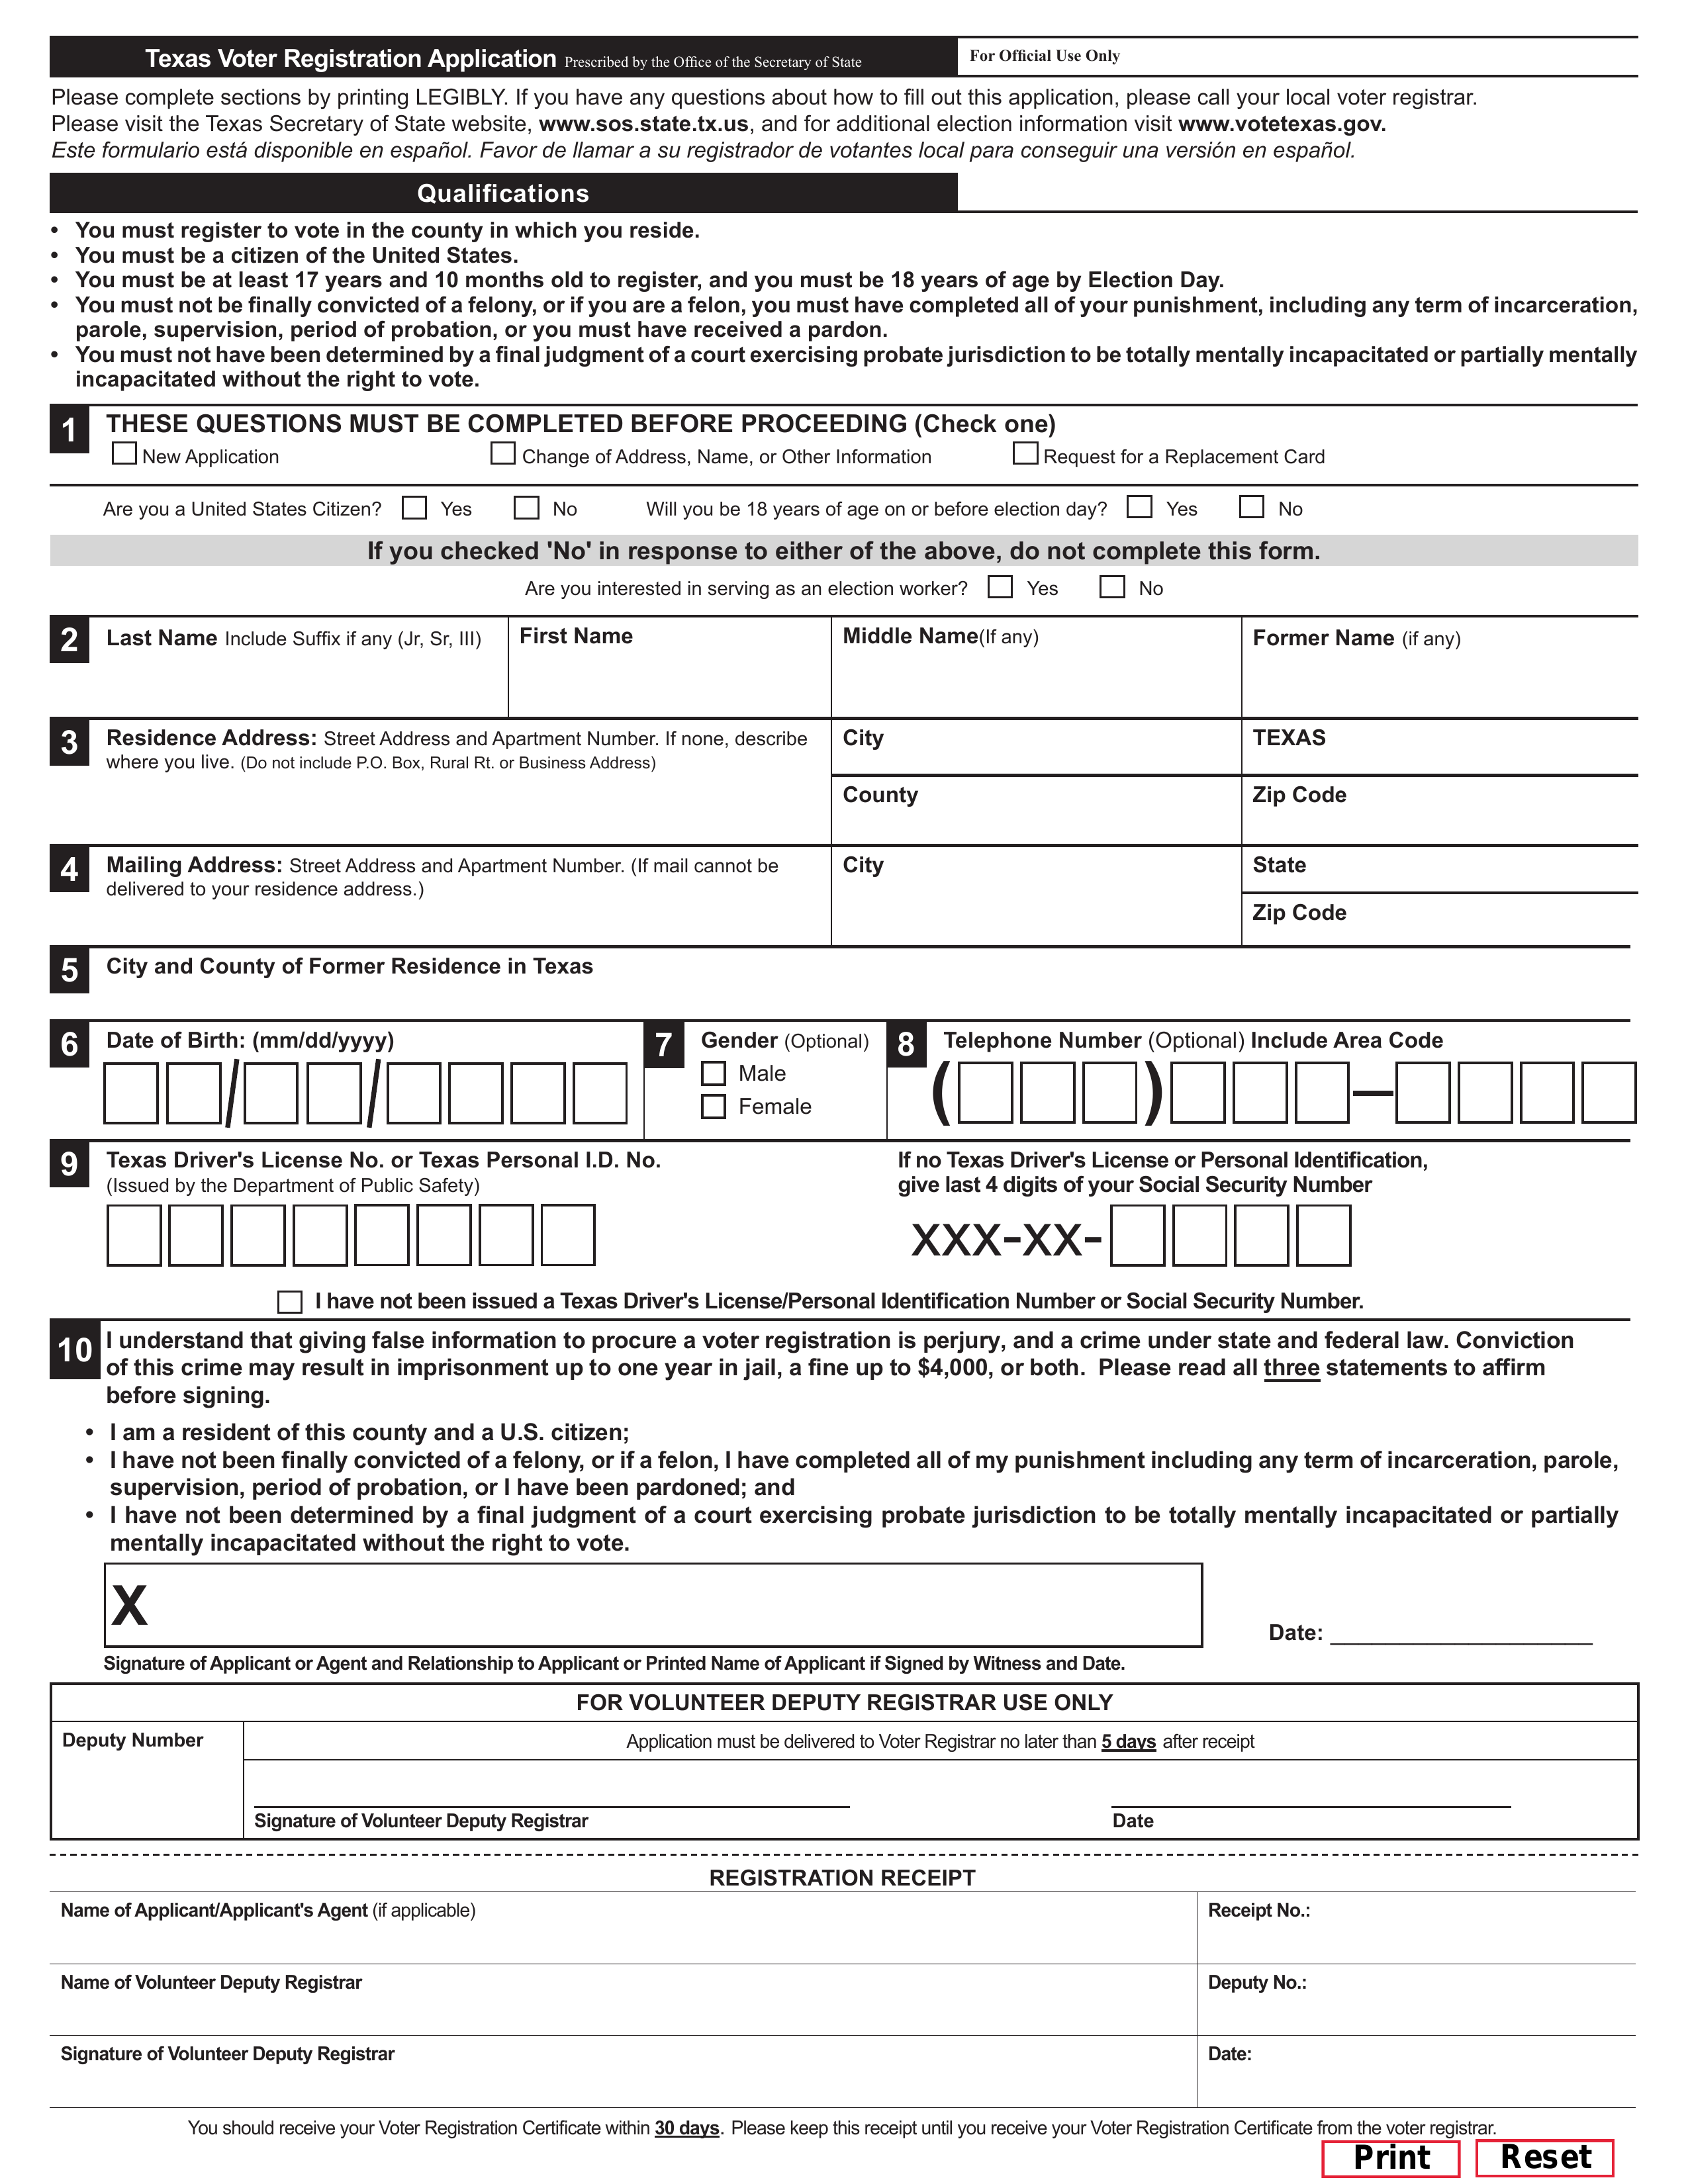 Texas Voter Registration Application Prescribed by the Office of the Secretary of State
For Official Use Only
Please complete sections by printing LEGIBLY. If you have any questions about how to fill out this application, please call your local voter registrar.
Please visit the Texas Secretary of State website, www.sos.state.tx.us, and for additional election information visit www.votetexas.gov.
Este formulario está disponible en español. Favor de llamar a su registrador de votantes local para conseguir una versión en español.
Qualifications
• You must register to vote in the county in which you reside.
• You must be a citizen of the United States.
• You must be at least 17 years and 10 months old to register, and you must be 18 years of age by Election Day.
• You must not be finally convicted of a felony, or if you are a felon, you must have completed all of your punishment, including any term of incarceration,
parole, supervision, period of probation, or you must have received a pardon.
• You must not have been determined by a final judgment of a court exercising probate jurisdiction to be totally mentally incapacitated or partially mentally
incapacitated without the right to vote.
1 THESE QUESTIONS MUST BE COMPLETED BEFORE PROCEEDING (Check one)
New Application Change of Address, Name, or Other Information Request for a Replacement Card
Are you a United States Citizen? Yes No Will you be 18 years of age on or before election day? Yes No
If you checked 'No' in response to either of the above, do not complete this form.
Are you interested in serving as an election worker? Yes No
2 Last Name Include Suffix if any (Jr, Sr, III) First Name Middle Name(If any) Former Name (if any)
3 Residence Address: Street Address and Apartment Number. If none, describe
where you live. (Do not include P.O. Box, Rural Rt. or Business Address)
City
TEXAS
County
Zip Code
4 Mailing Address: Street Address and Apartment Number. (If mail cannot be
delivered to your residence address.)
City
State
Zip Code
5 City and County of Former Residence in Texas
6 Date of Birth: (mm/dd/yyyy)
/ /
7 Gender (Optional)
Male
Female
8 Telephone Number (Optional) Include Area Code
( ) —
9 Texas Driver's License No. or Texas Personal I.D. No.
(Issued by the Department of Public Safety)
If no Texas Driver's License or Personal Identification,
give last 4 digits of your Social Security Number
XXX-XX-
I have not been issued a Texas Driver's License/Personal Identification Number or Social Security Number.
10 I understand that giving false information to procure a voter registration is perjury, and a crime under state and federal law. Conviction
of this crime may result in imprisonment up to one year in jail, a fine up to $4,000, or both. Please read all three statements to affirm
before signing.
• I am a resident of this county and a U.S. citizen;
• I have not been finally convicted of a felony, or if a felon, I have completed all of my punishment including any term of incarceration, parole,
supervision, period of probation, or I have been pardoned; and
• I have not been determined by a final judgment of a court exercising probate jurisdiction to be totally mentally incapacitated or partially
mentally incapacitated without the right to vote.
X
Date:
Signature of Applicant or Agent and Relationship to Applicant or Printed Name of Applicant if Signed by Witness and Date.
FOR VOLUNTEER DEPUTY REGISTRAR USE ONLY
Deputy Number
Application must be delivered to Voter Registrar no later than 5 days after receipt
Signature of Volunteer Deputy Registrar Date
REGISTRATION RECEIPT
Name of Applicant/Applicant's Agent (if applicable) Receipt No.:
Name of Volunteer Deputy Registrar Deputy No.:
Signature of Volunteer Deputy Registrar Date:
You should receive your Voter Registration Certificate within 30 days. Please keep this receipt until you receive your Voter Registration Certificate from the voter registrar.
Print Reset